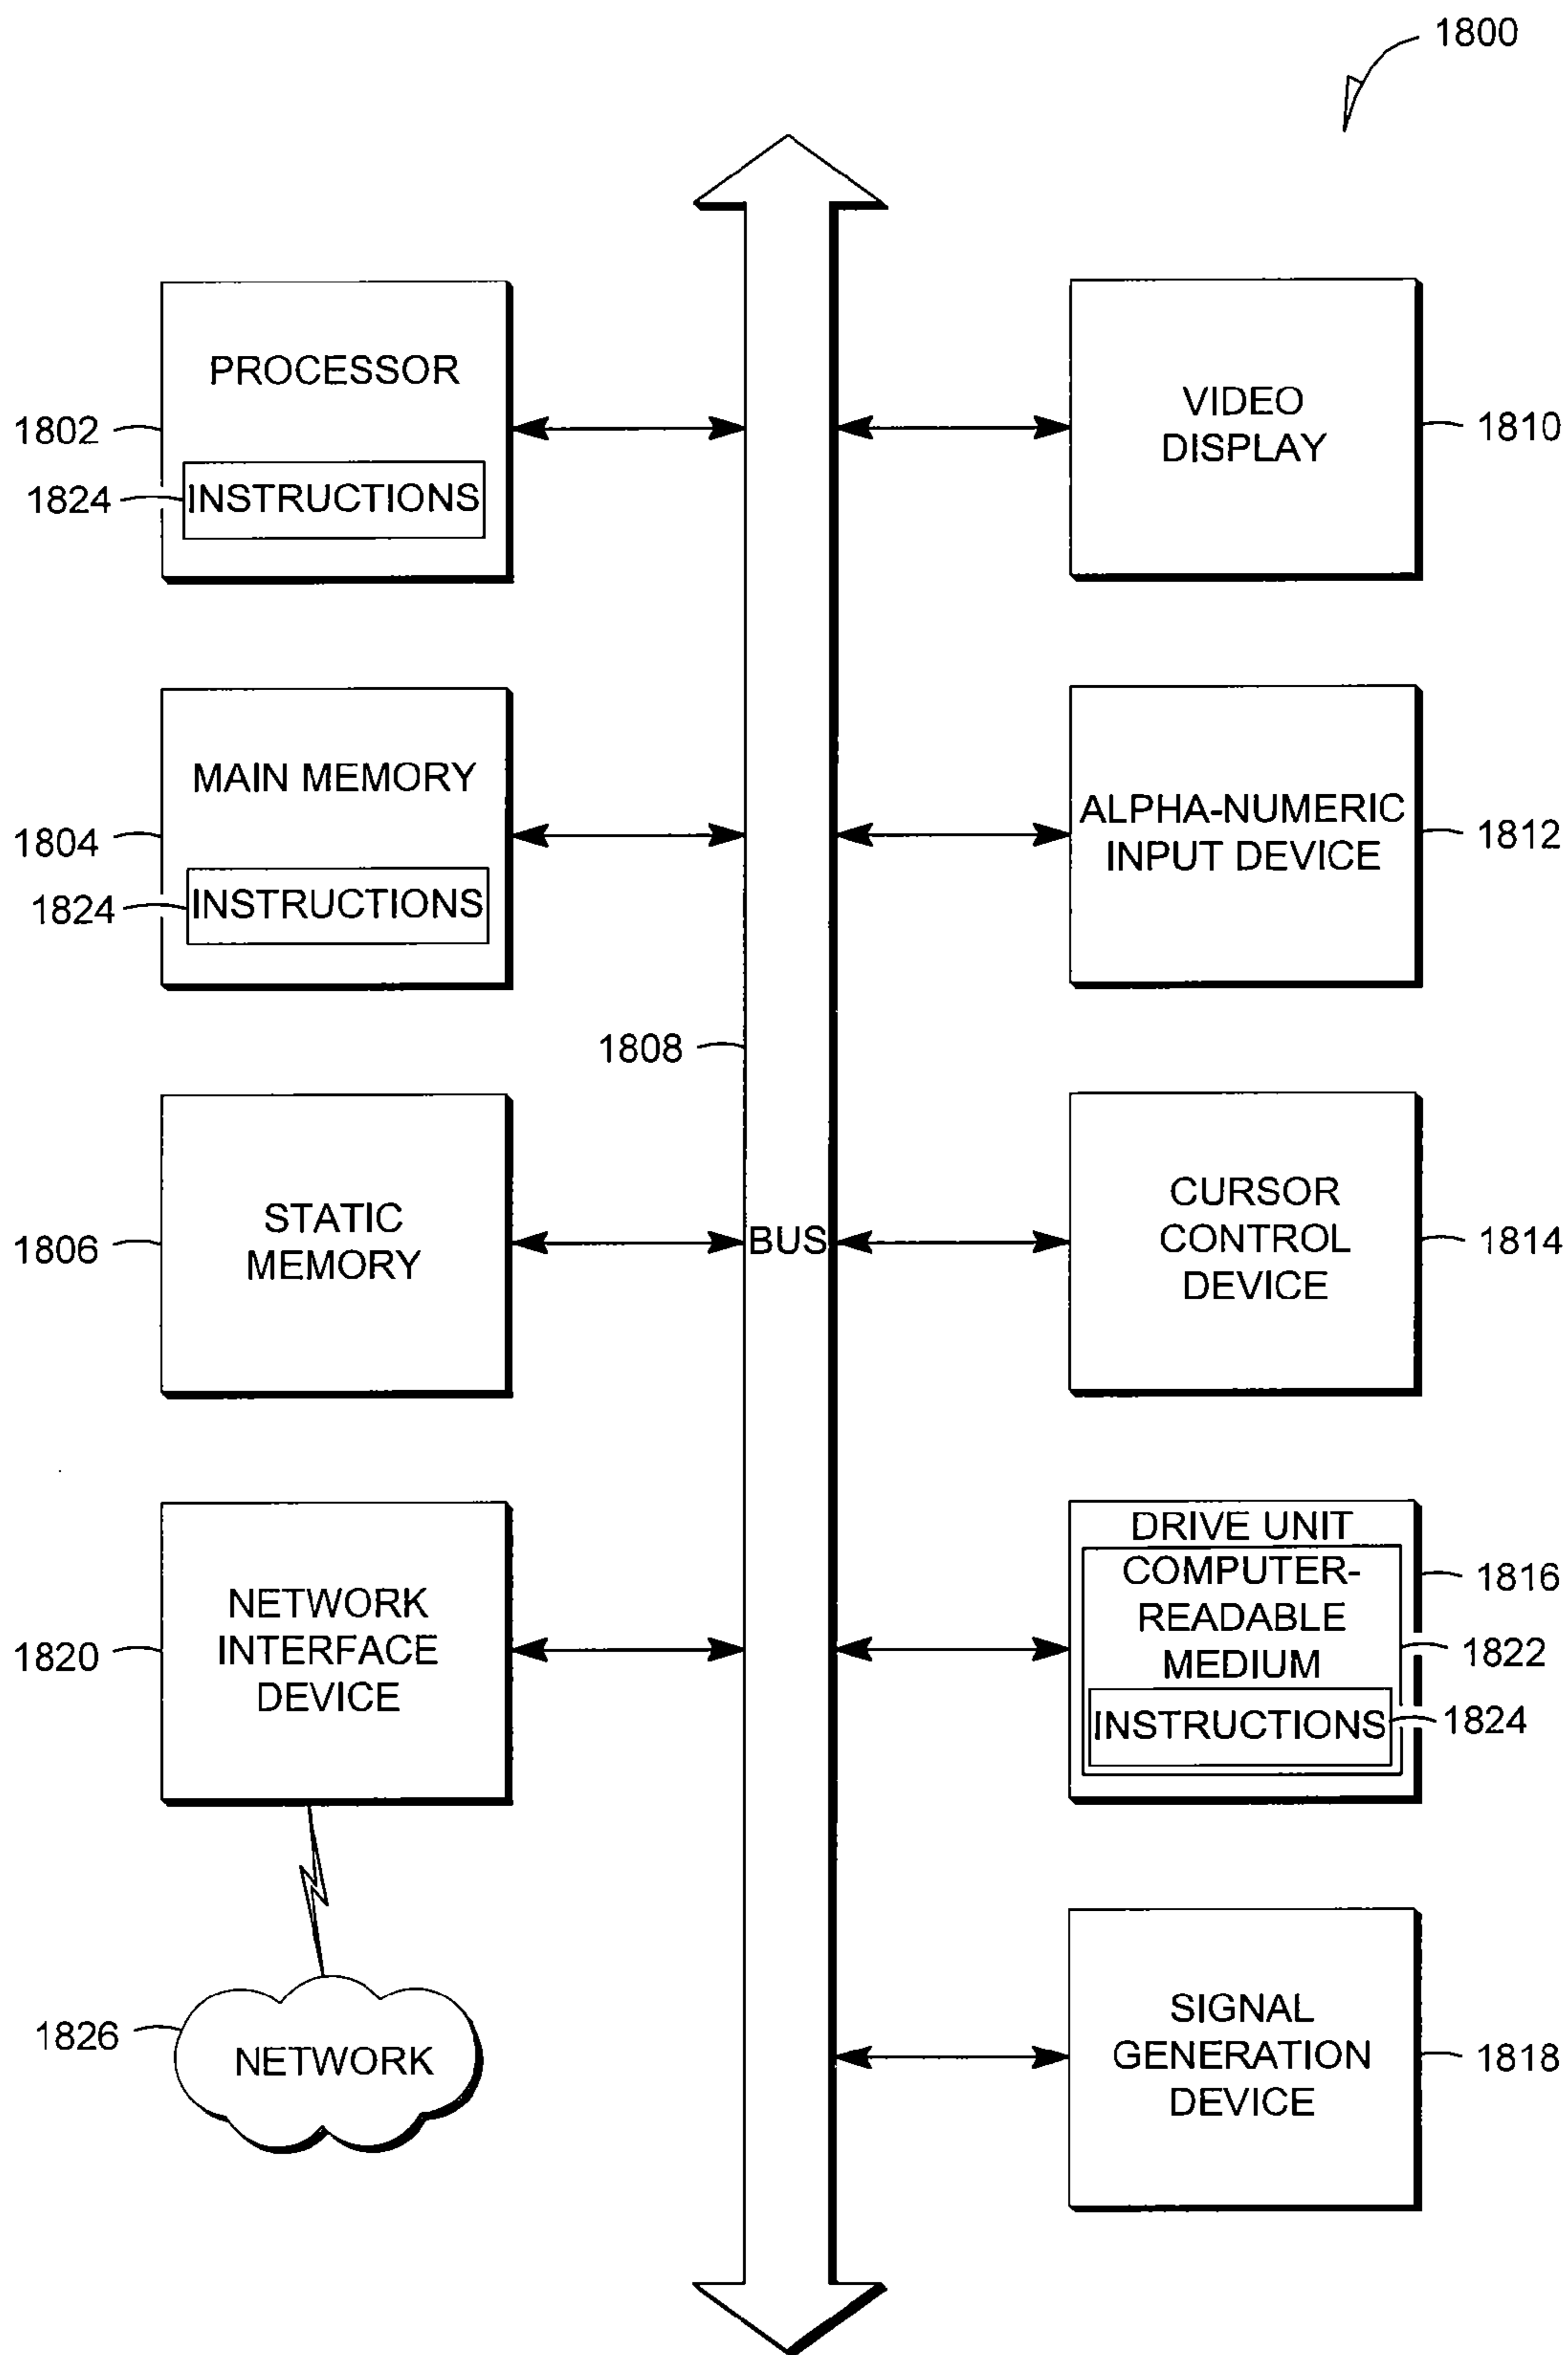 1800
PROCESSOR
1802
1824
INSTRUCTIONS
VIDEO
DISPLAY
1810
MAIN MEMORY
1804
1824
INSTRUCTIONS
ALPHA-NUMERIC
INPUT DEVICE
1812
1808
STATIC
MEMORY
1806
BUS
CURSOR
CONTROL
DEVICE
1814
NETWORK
INTERFACE
DEVICE
1820
DRIVE UNIT
COMPUTER-
READABLE
MEDIUM
INSTRUCTIONS
1816
1822
1824
1826
NETWORK
SIGNAL
GENERATION
DEVICE
1818